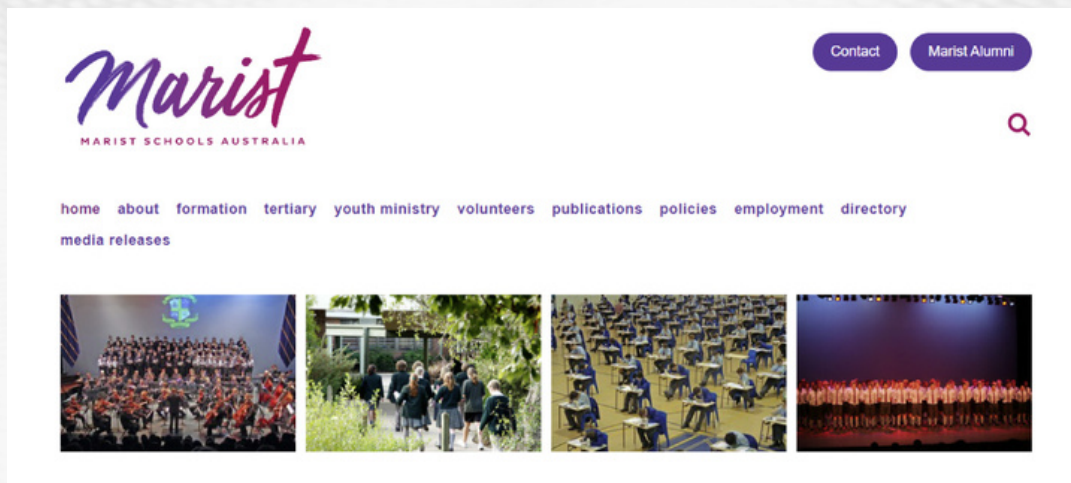 Marist
MARIST SCHOOLS AUSTRALIA
Contact
Marist Alumni
home about formation tertiary youth ministry volunteers publications policies employment directory
media releases